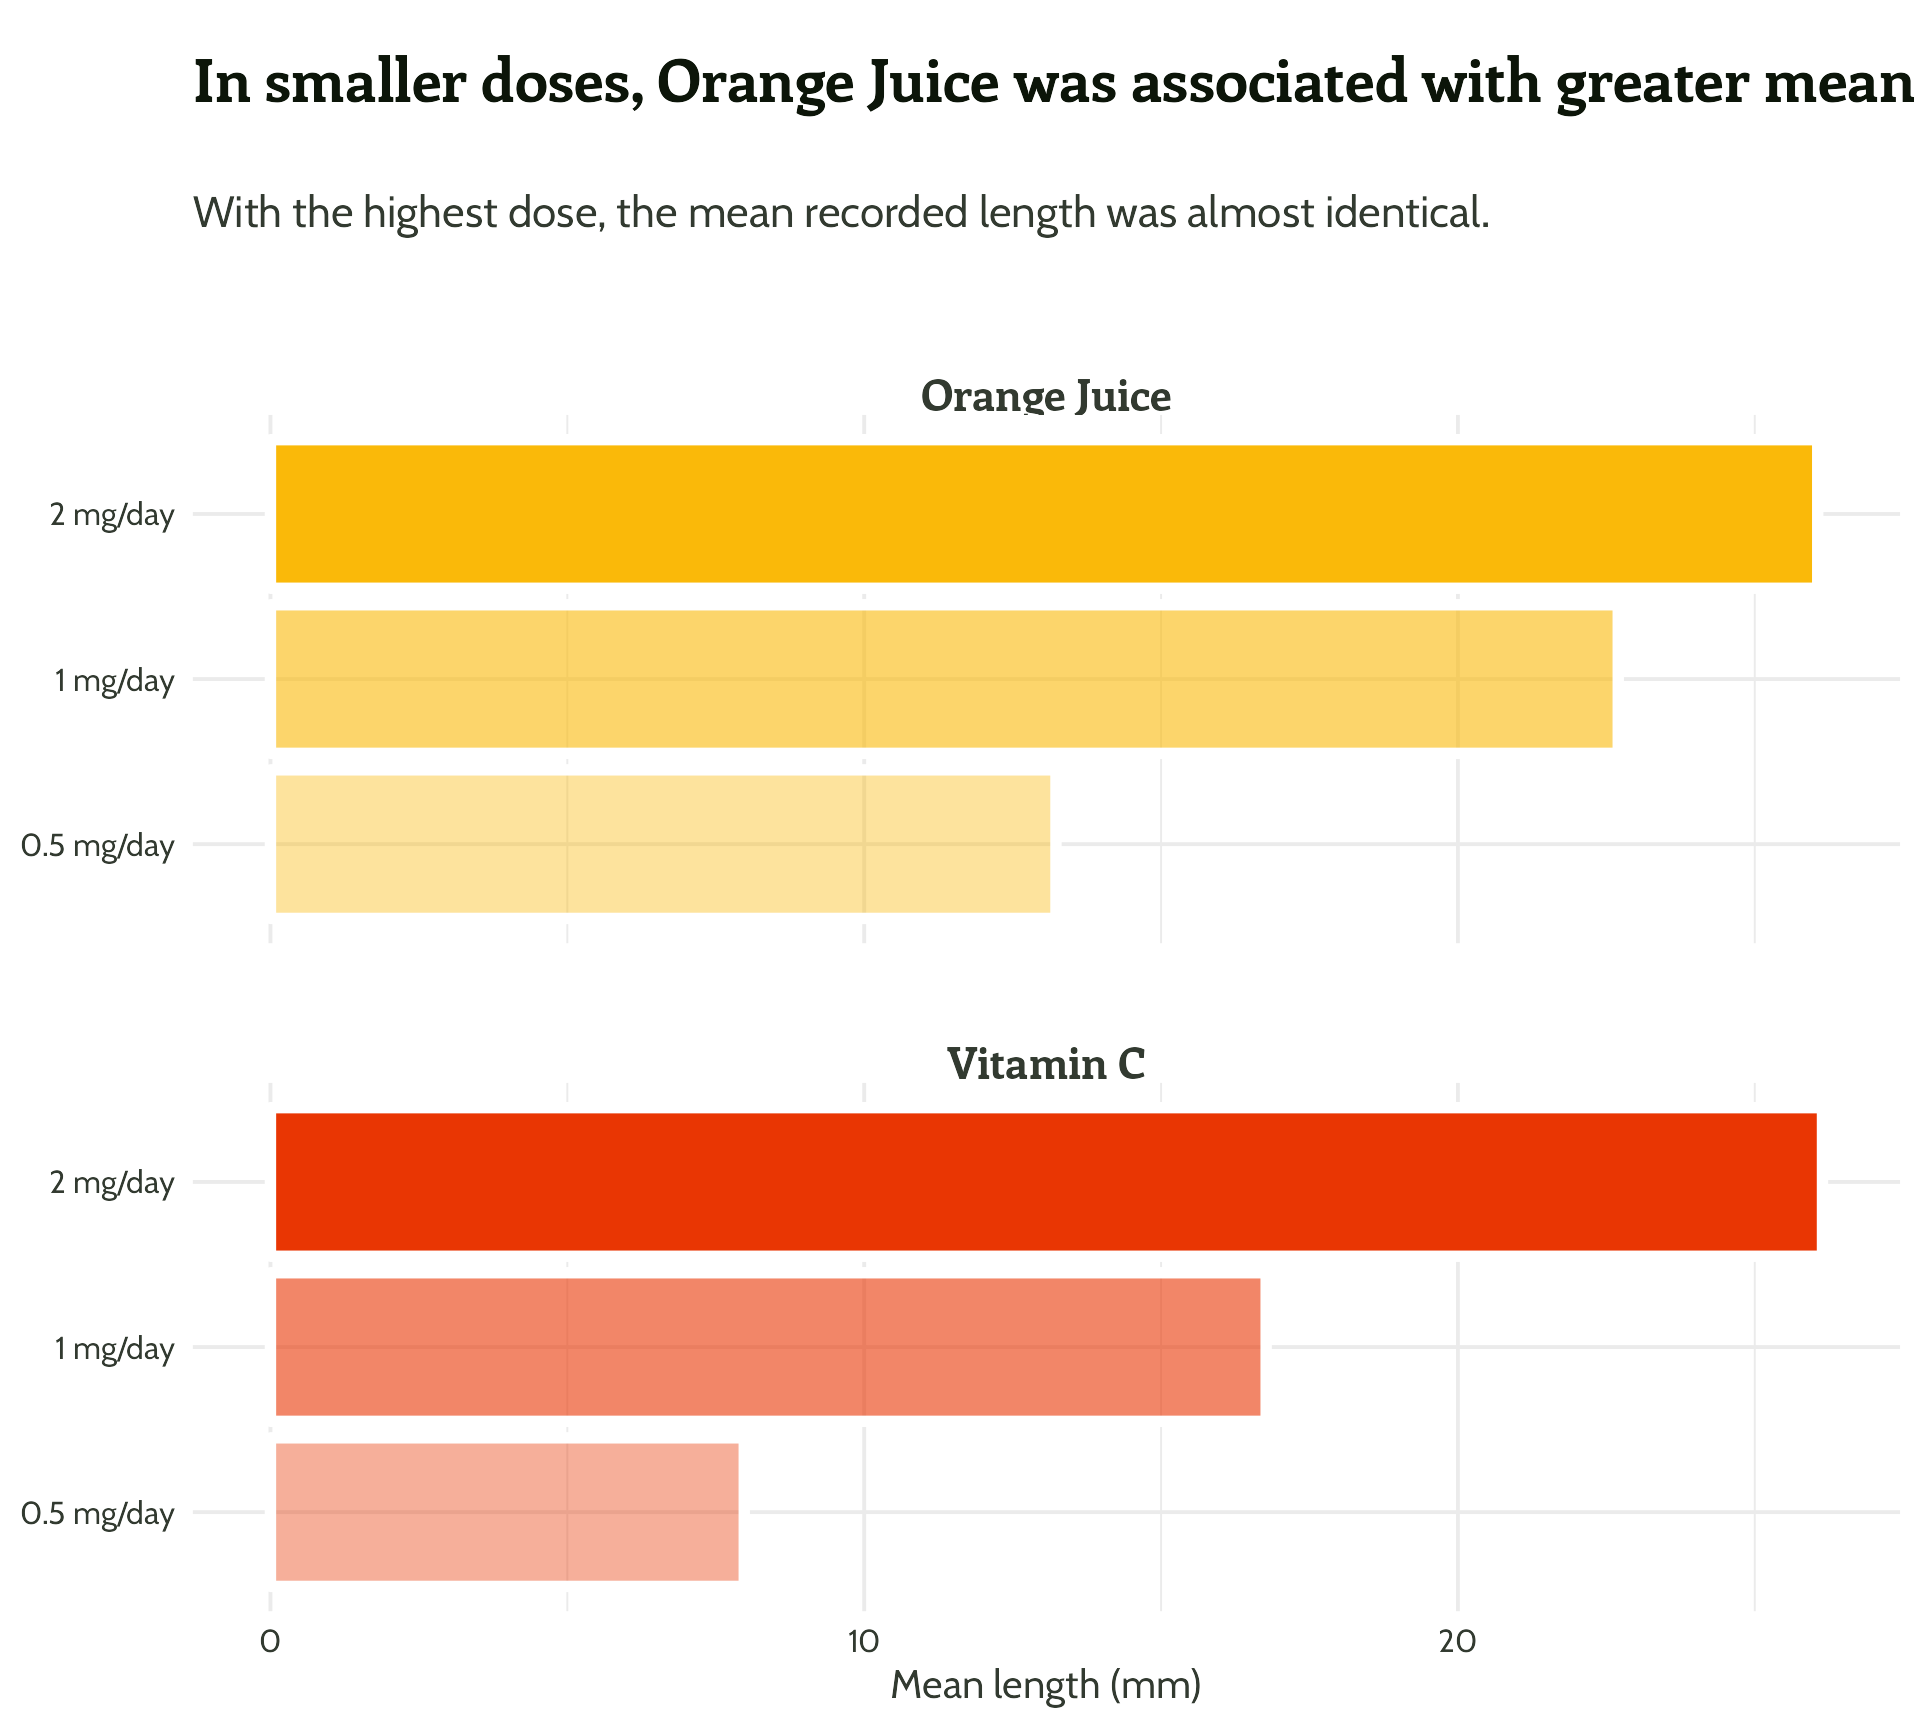 In smaller doses, Orange Juice was associated with greater mean
With the highest dose, the mean recorded length was almost identical.
Orange Juice
2 mg/day
1 mg/day
0.5 mg/day
Vitamin C
2 mg/day
1 mg/day
0.5 mg/day
0 10 20
Mean length (mm)